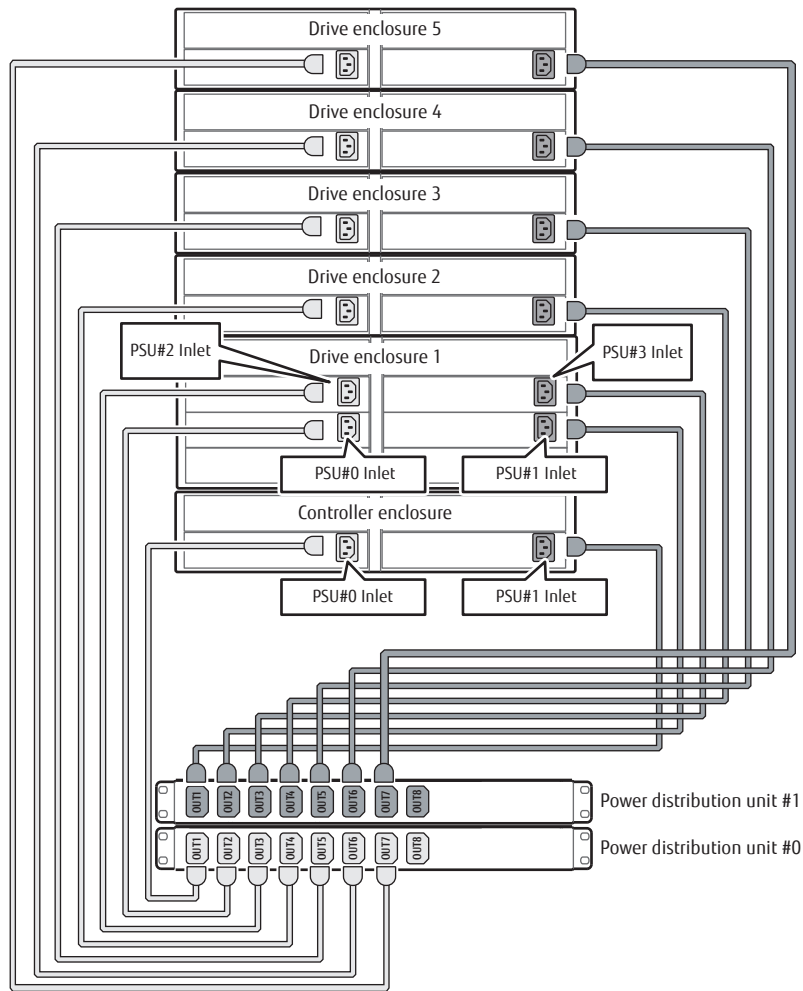 Drive enclosure 5
Drive enclosure 4
Drive enclosure 3
Drive enclosure 2
PSU#2 Inlet
Drive enclosure 1
PSU#3 Inlet
PSU#0 Inlet
PSU#1 Inlet
Controller enclosure
PSU#0 Inlet
PSU#1 Inlet
OUT1 OUT2 OUT3 OUT4 OUT5 OUT6 OUT7 OUT8
Power distribution unit #1
OUT1 OUT2 OUT3 OUT4 OUT5 OUT6 OUT7 OUT8
Power distribution unit #0